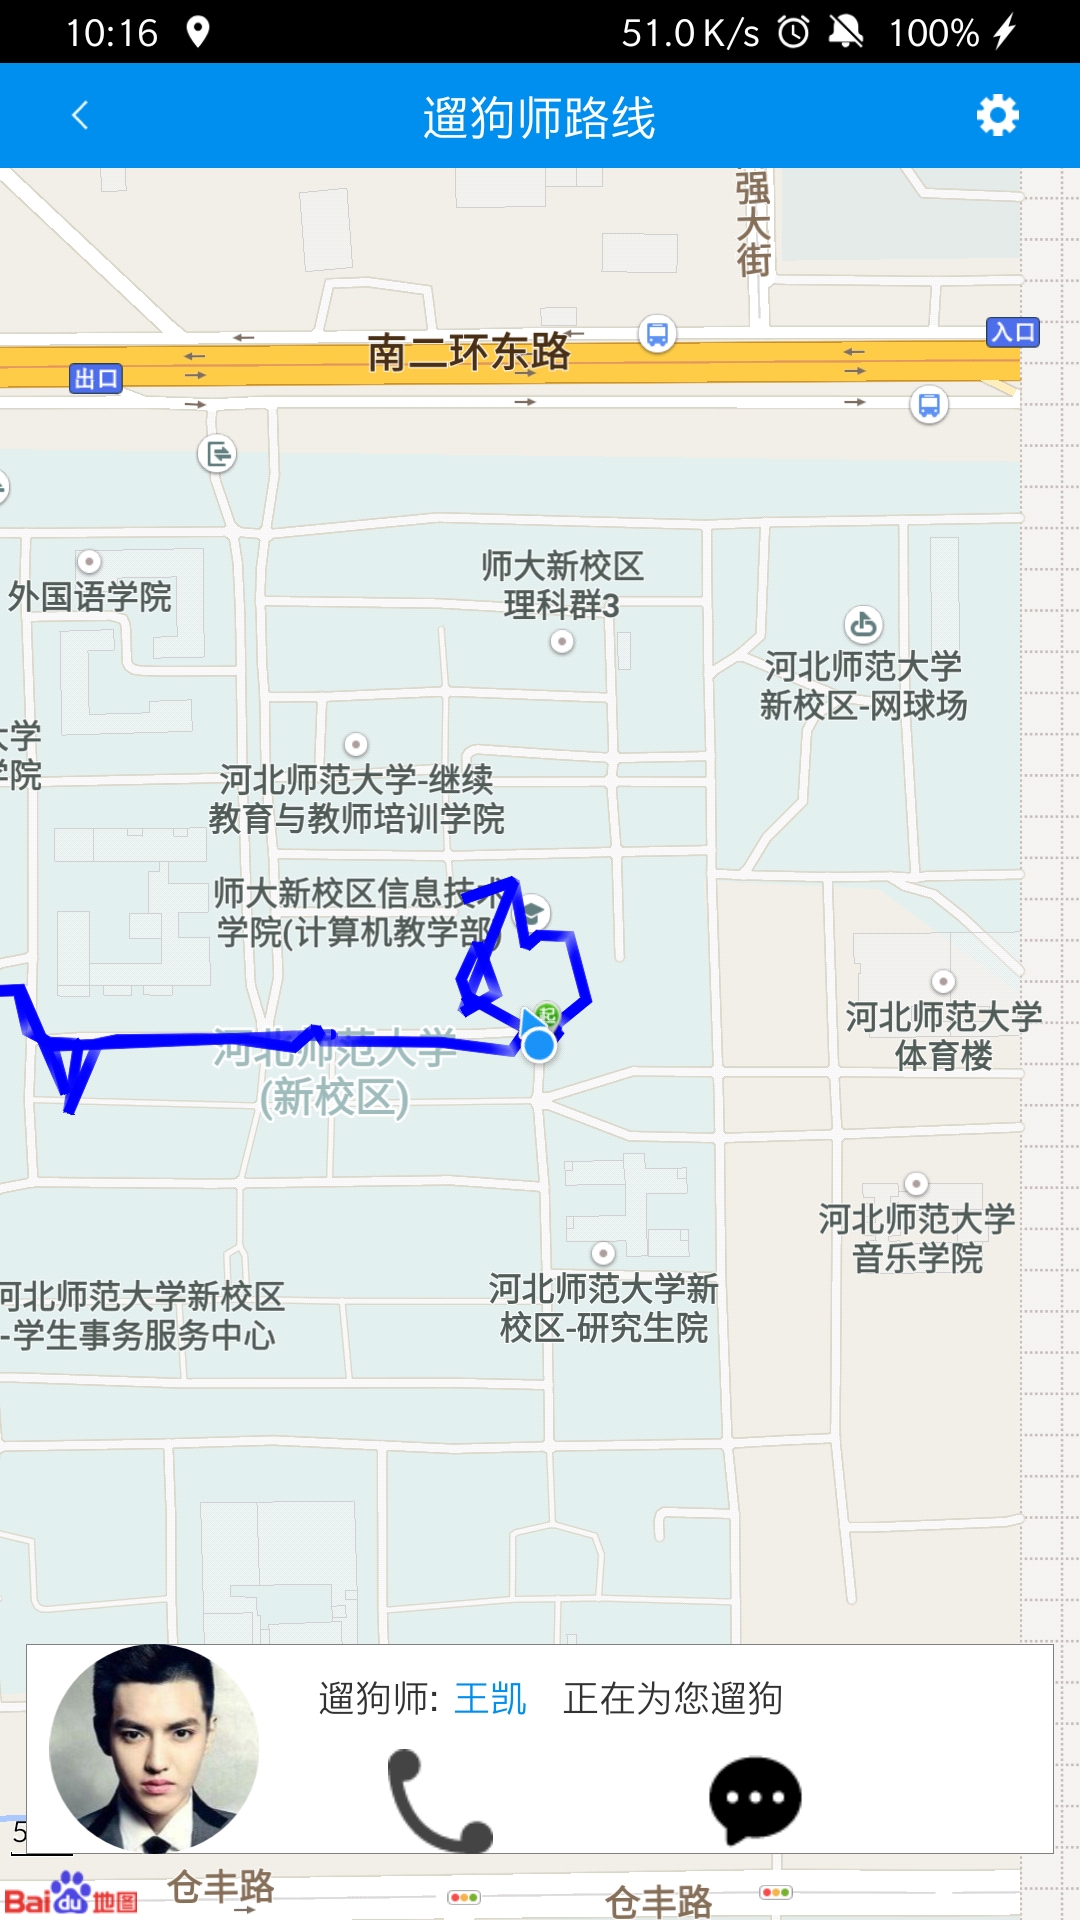 10:16 51.0 K/s 100%
遛狗师路线
强大街
南二环东路
入口
出口
外国语学院
师大新校区
理科群3
河北师范大学
新校区-网球场
大学
学院
河北师范大学-继续
教育与教师培训学院
师大新校区信息技术
学院(计算机教学部)
起
河北师范大学
(新校区)
河北师范大学
体育楼
河北师范大学
音乐学院
河北师范大学新校区
-学生事务服务中心
河北师范大学新
校区-研究生院
遛狗师: 王凯 正在为您遛狗
5
Bai du 地图
仓丰路
仓丰路